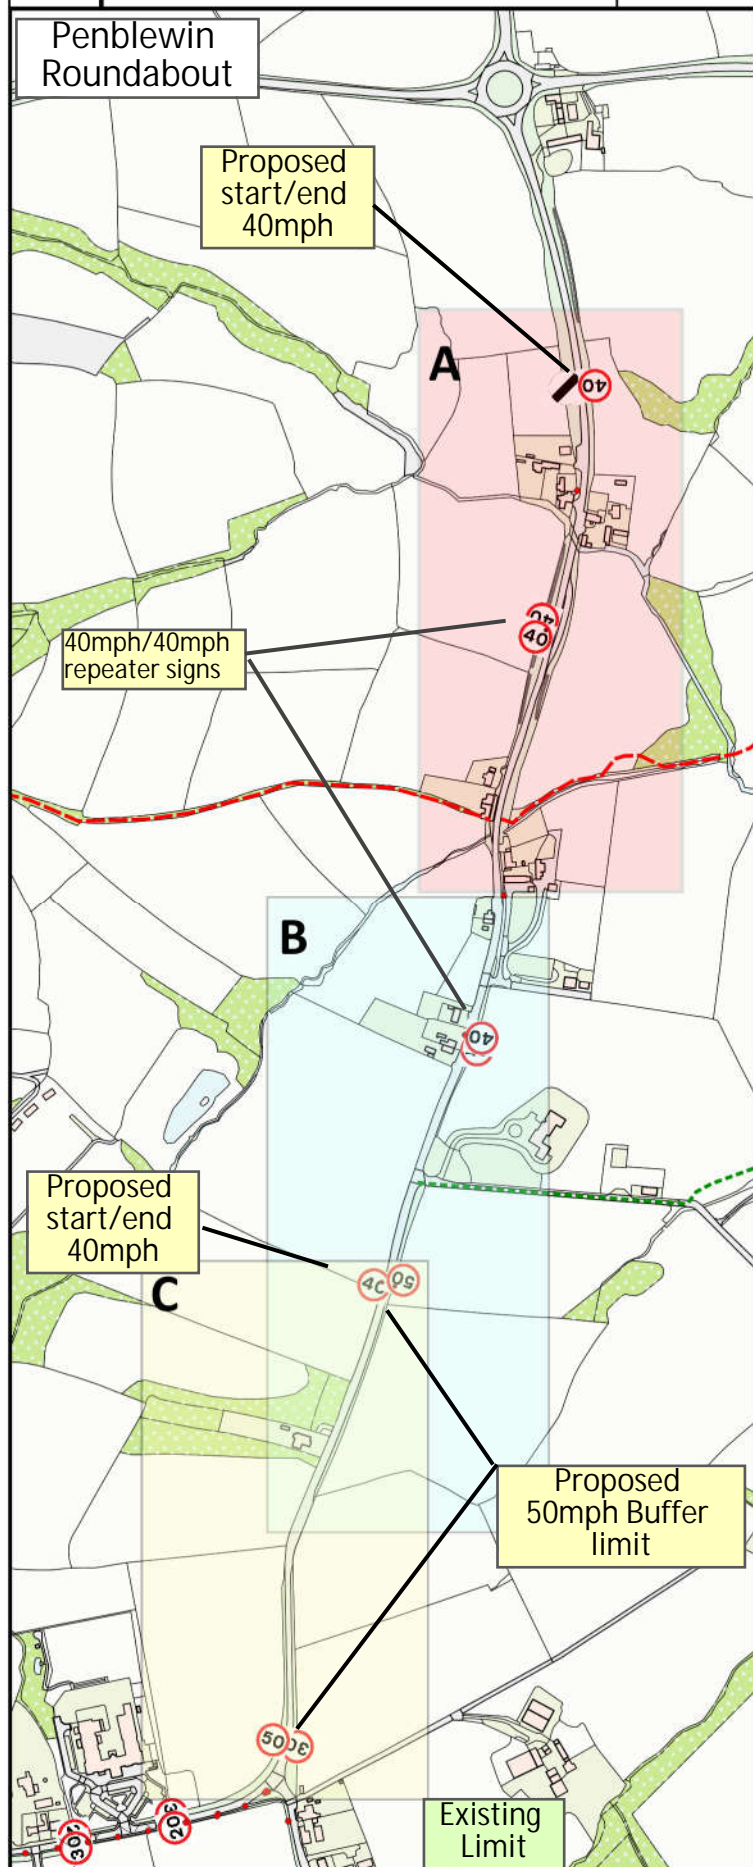 Penblewin
Roundabout
Proposed
start/end
40mph
A
40
40mph/40mph
repeater signs
40
40
B
40
Proposed
start/end
40mph
C
40
50
Proposed
50mph Buffer
limit
50
30
Existing
Limit
20
30